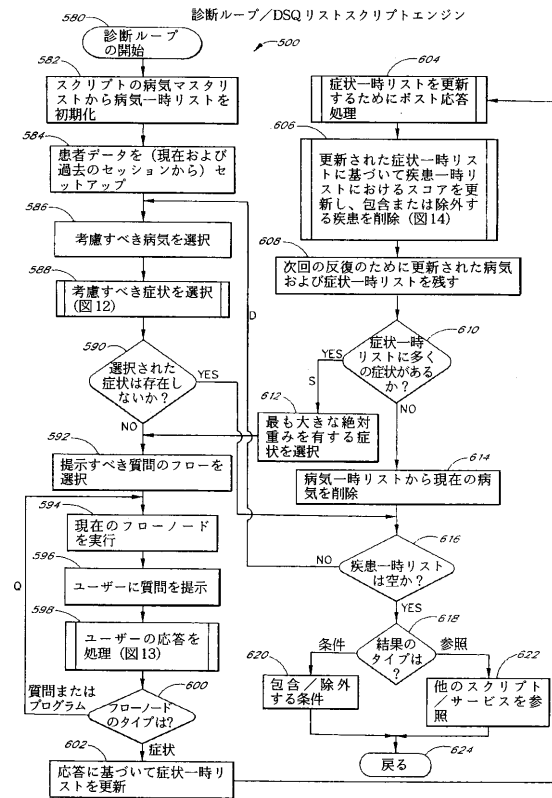 診断ループ／DSQリストスクリプトエンジン
580
診断ループ
の開始
500
582
スクリプトの病気マスタリ
ストから病気一時リストを
初期化
584
患者データを（現在および
過去のセッションから）セ
ットアップ
586
考慮すべき病気を選択
588
考慮すべき症状を選択
(図12)
590
選択された
症状は存在し
ないか？
YES
NO
592
提示すべき質問のフローを
選択
594
現在のフローノード
を実行
Q
596
ユーザーに質問を提示
598
ユーザーの応答を
処理（図13）
質問または
プログラム
600
フローノード
のタイプは？
症状
602
応答に基づいて症状一時リ
ストを更新
604
症状一時リストを更新
するためにポスト応答
処理
606
更新された症状一時リス
トに基づいて疾患一時リ
ストにおけるスコアを更
新し、包含または除外す
る疾患を削除（図14）
608
次回の反復のために更新された病気
および症状一時リストを残す
D
610
症状一時
リストに多く
の症状がある
か？
YES
S
NO
612
最も大きな絶対
重みを有する症
状を選択
614
病気一時リストから現在の病
気を削除
616
疾患一時リスト
は空か？
NO
YES
618
結果の
タイプは？
条件
参照
620
包含／除外
する条件
622
他のスクリプト
／サービスを参
照
624
戻る